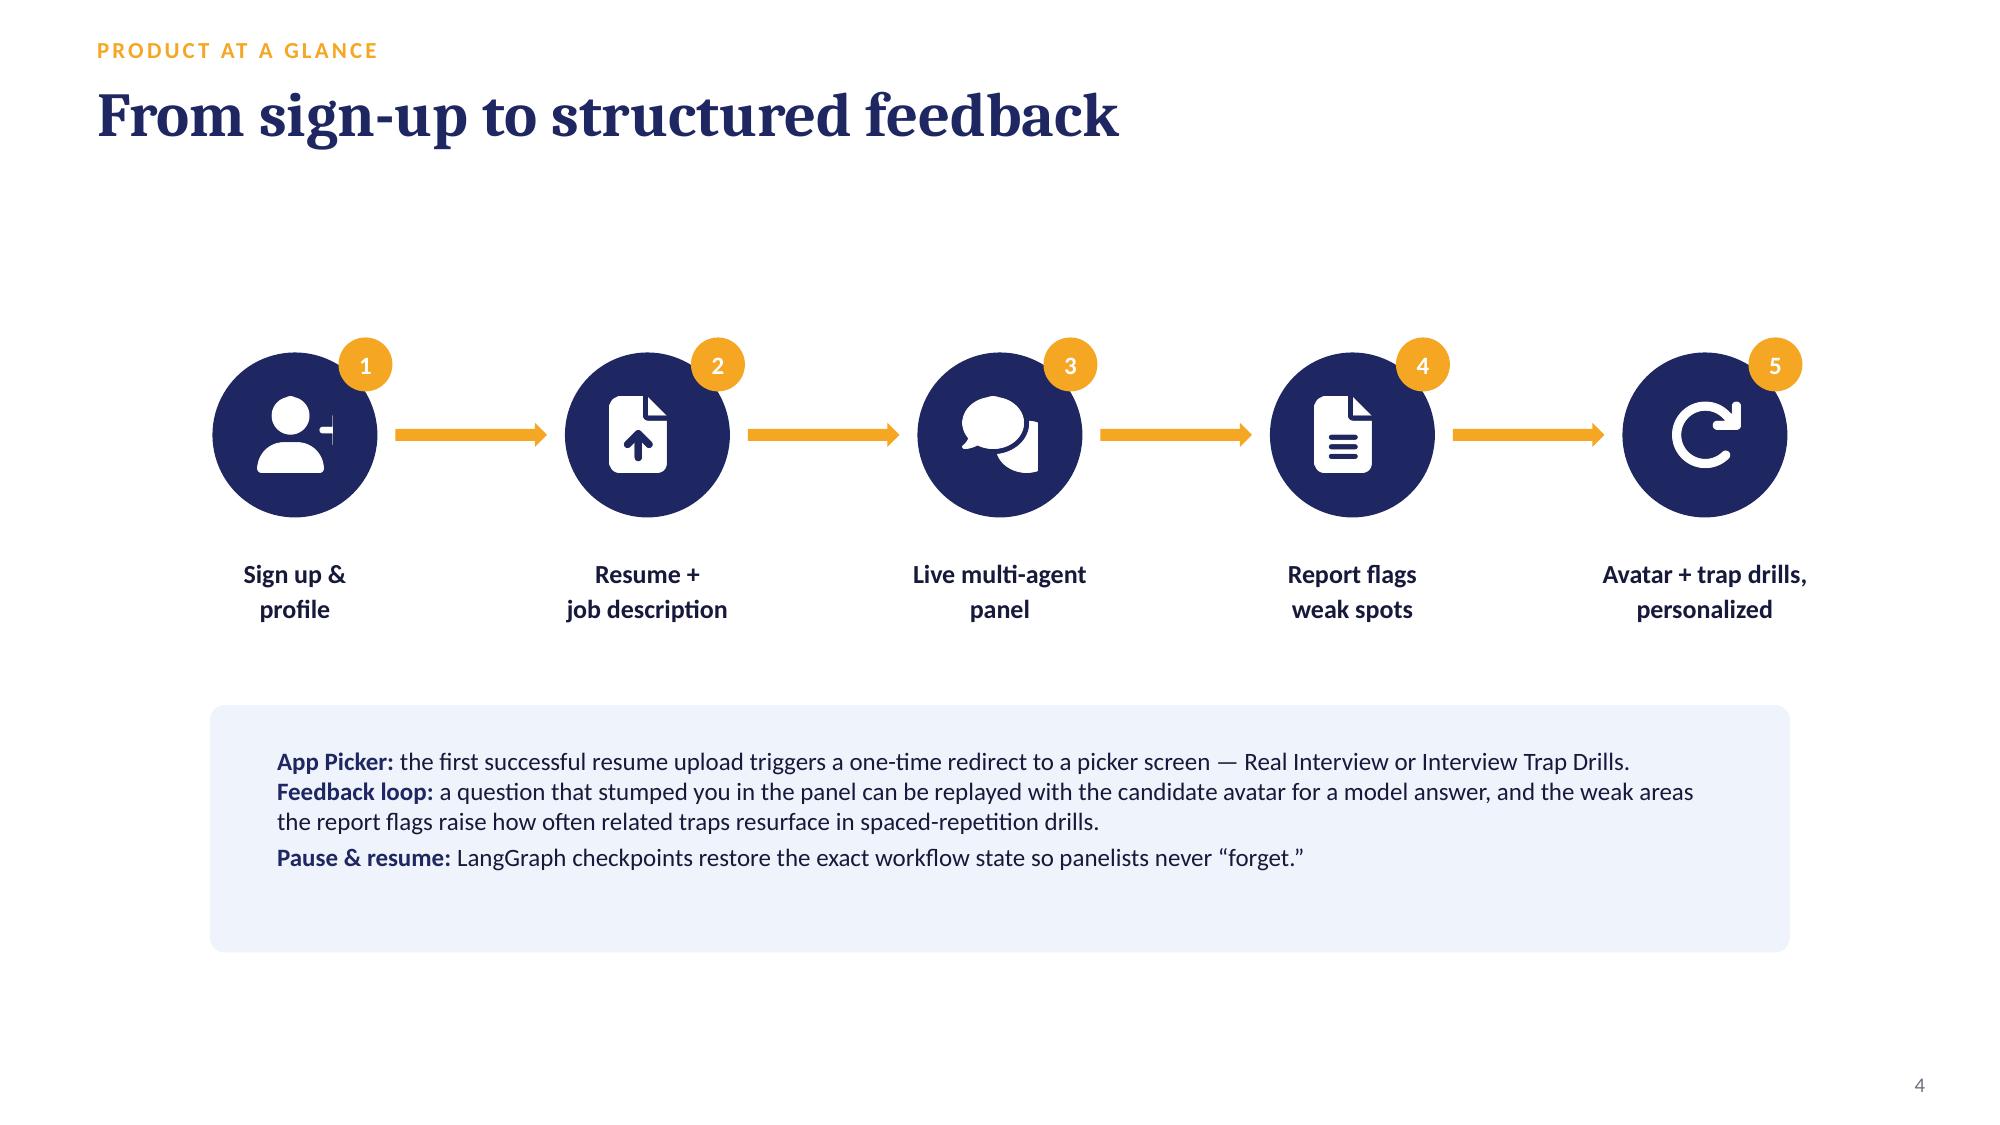 PRODUCT AT A GLANCE
From sign-up to structured feedback
1
2
3
4
5
Sign up &
profile
Resume +
job description
Live multi-agent
panel
Report flags
weak spots
Avatar + trap drills,
personalized
App Picker: the first successful resume upload triggers a one-time redirect to a picker screen — Real Interview or Interview Trap Drills.
Feedback loop: a question that stumped you in the panel can be replayed with the candidate avatar for a model answer, and the weak areas
the report flags raise how often related traps resurface in spaced-repetition drills.
Pause & resume: LangGraph checkpoints restore the exact workflow state so panelists never “forget.”
4